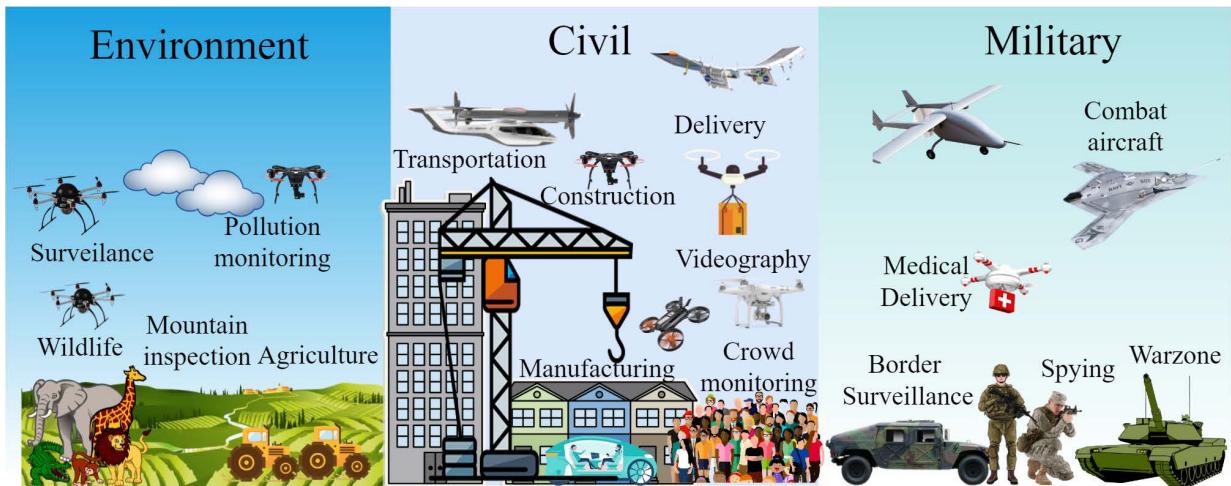 Environment
Surveilance
Pollution
monitoring
Wildlife
Mountain
inspection
Agriculture
Civil
Transportation
Delivery
Construction
Videography
Manufacturing
Crowd
monitoring
Military
Combat
aircraft
Medical
Delivery
Border
Surveillance
Spying
Warzone
NAVY